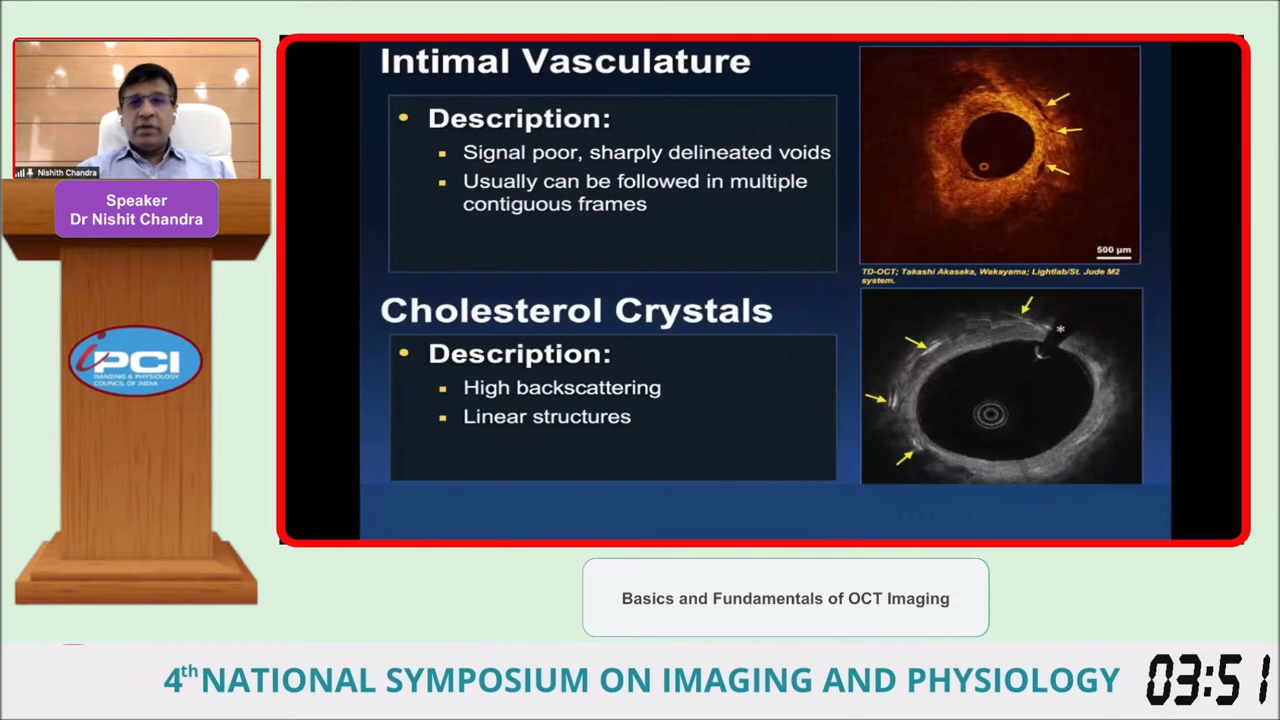 Nishith Chandra
Speaker
Dr Nishit Chandra
iPCI
IMAGING & PHYSIOLOGY
COUNCIL OF INDIA
Intimal Vasculature
• Description:
▪ Signal poor, sharply delineated voids
▪ Usually can be followed in multiple
contiguous frames
500 µm
TD-OCT; Takashi Akasaka, Wakayama; Lightlab/St. Jude M2
system.
Cholesterol Crystals
• Description:
▪ High backscattering
▪ Linear structures
*
Basics and Fundamentals of OCT Imaging
4th NATIONAL SYMPOSIUM ON IMAGING AND PHYSIOLOGY
03:51